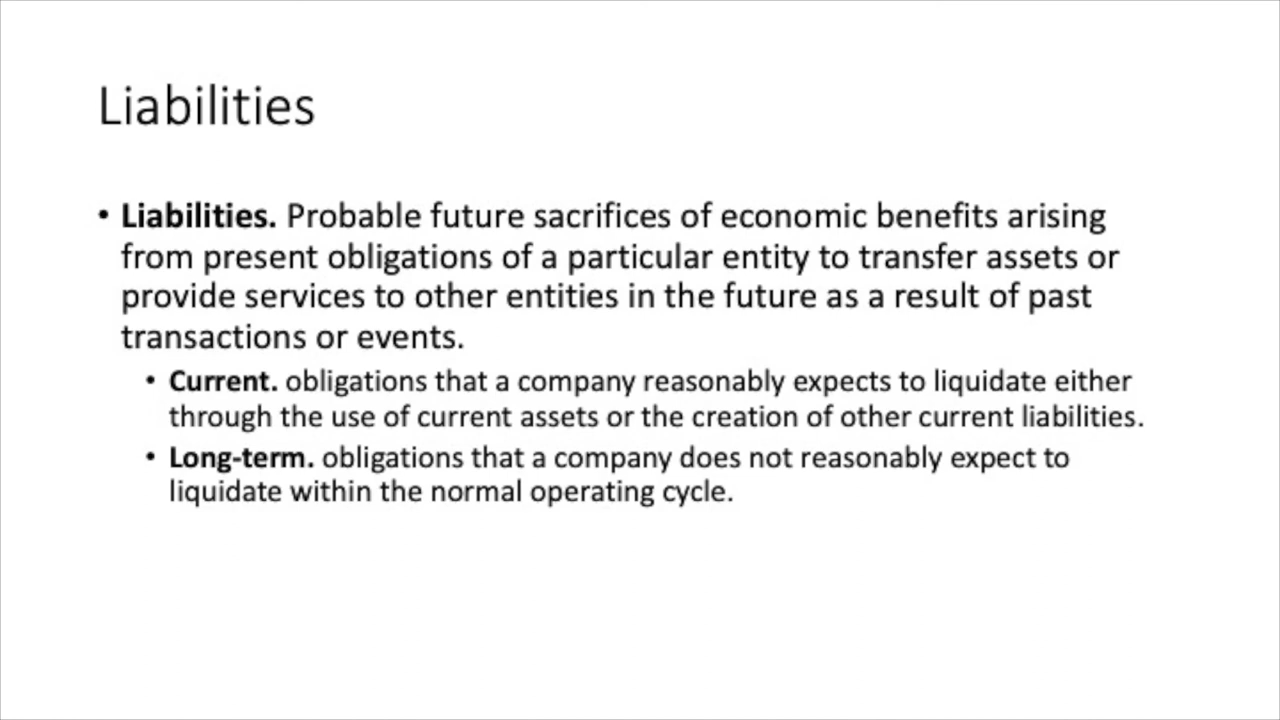 Liabilities
• Liabilities. Probable future sacrifices of economic benefits arising
from present obligations of a particular entity to transfer assets or
provide services to other entities in the future as a result of past
transactions or events.
• Current. obligations that a company reasonably expects to liquidate either
through the use of current assets or the creation of other current liabilities.
• Long-term. obligations that a company does not reasonably expect to
liquidate within the normal operating cycle.